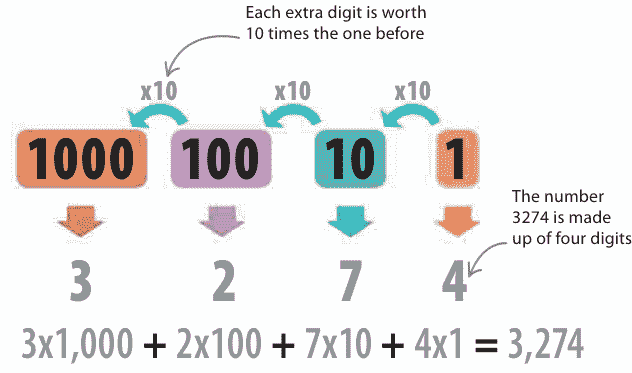 Each extra digit is worth
10 times the one before
x10 x10 x10
1000 100 10 1
The number
3274 is made
up of four digits
3 2 7 4
3x1,000 + 2x100 + 7x10 + 4x1 = 3,274